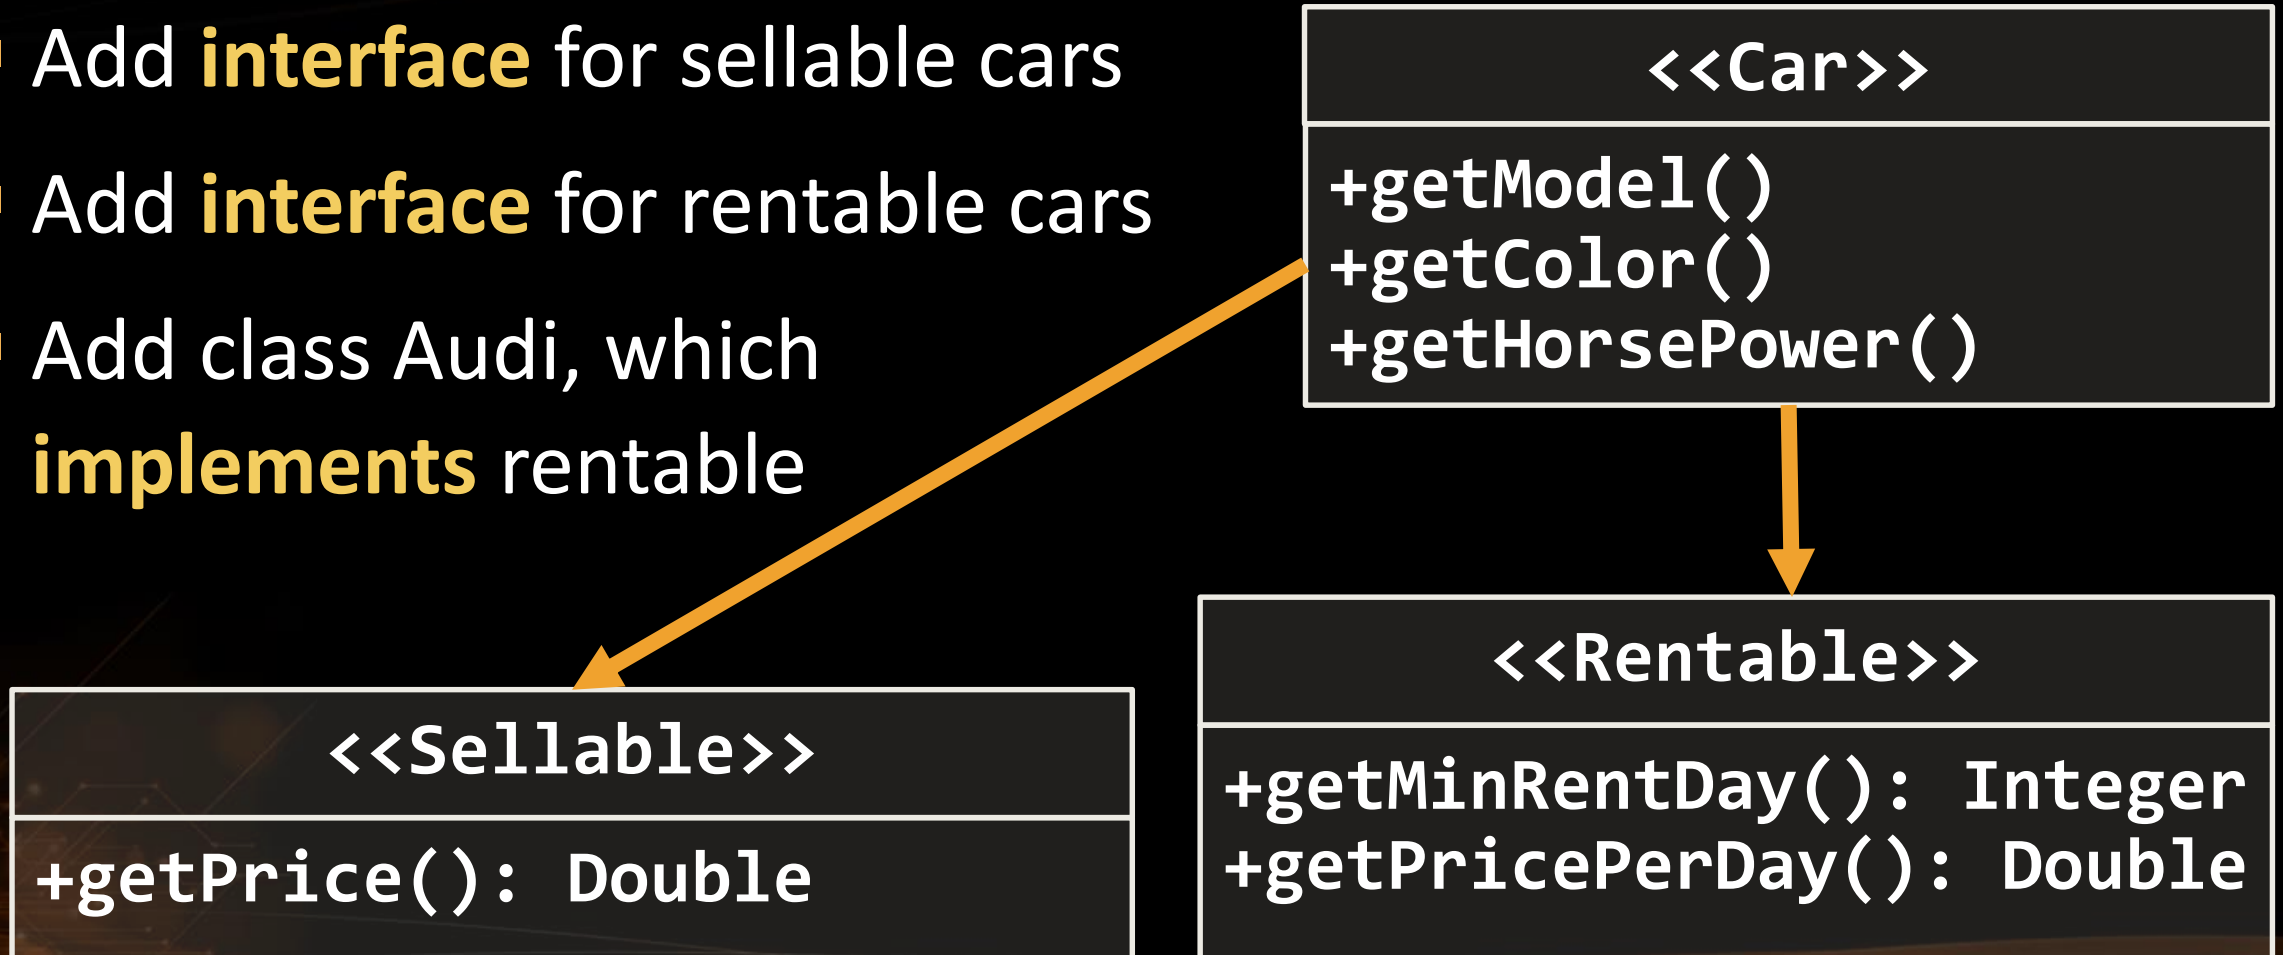 Add interface for sellable cars
Add interface for rentable cars
Add class Audi, which
implements rentable
<<Car>>
+getModel()
+getColor()
+getHorsePower()
<<Sellable>>
+getPrice(): Double
<<Rentable>>
+getMinRentDay(): Integer
+getPricePerDay(): Double